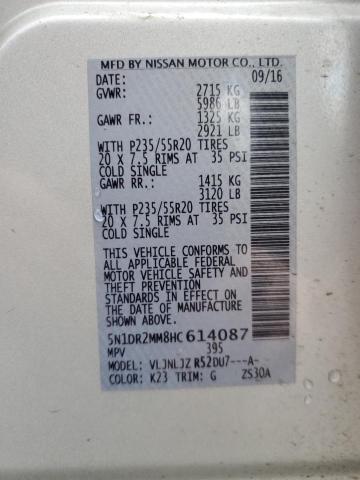 MFD BY NISSAN MOTOR CO., LTD.
DATE: 09/16
GVWR: 2715 KG
5986 LB
GAWR FR.: 1325 KG
2921 LB
WITH P235/55R20 TIRES
20 X 7.5 RIMS AT 35 PSI
COLD SINGLE
GAWR RR.: 1415 KG
3120 LB
WITH P235/55R20 TIRES
20 X 7.5 RIMS AT 35 PSI
COLD SINGLE
THIS VEHICLE CONFORMS TO
ALL APPLICABLE FEDERAL
MOTOR VEHICLE SAFETY AND
THEFT PREVENTION
STANDARDS IN EFFECT ON
THE DATE OF MANUFACTURE
SHOWN ABOVE.
5N1DR2MM8HC614087
MPV 395
MODEL: VLJNLJZ RS2DU7---A-
COLOR: K23 TRIM: G ZS30A